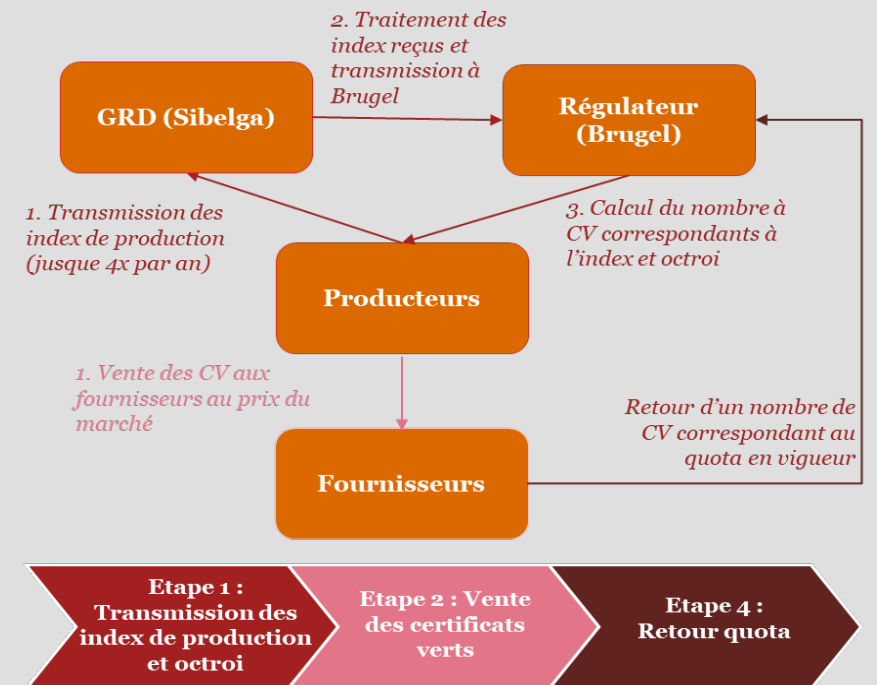 2. Traitement des
index reçus et
transmission à
Brugel
GRD (Sibelga)
Régulateur
(Brugel)
1. Transmission des
index de production
(jusque 4x par an)
3. Calcul du nombre à
CV correspondants à
l’index et octroi
Producteurs
1. Vente des CV aux
fournisseurs au prix du
marché
Retour d’un nombre de
CV correspondant au
quota en vigueur
Fournisseurs
Etape 1 :
Transmission des
index de production
et octroi
Etape 2 : Vente
des certificats
verts
Etape 4 :
Retour quota